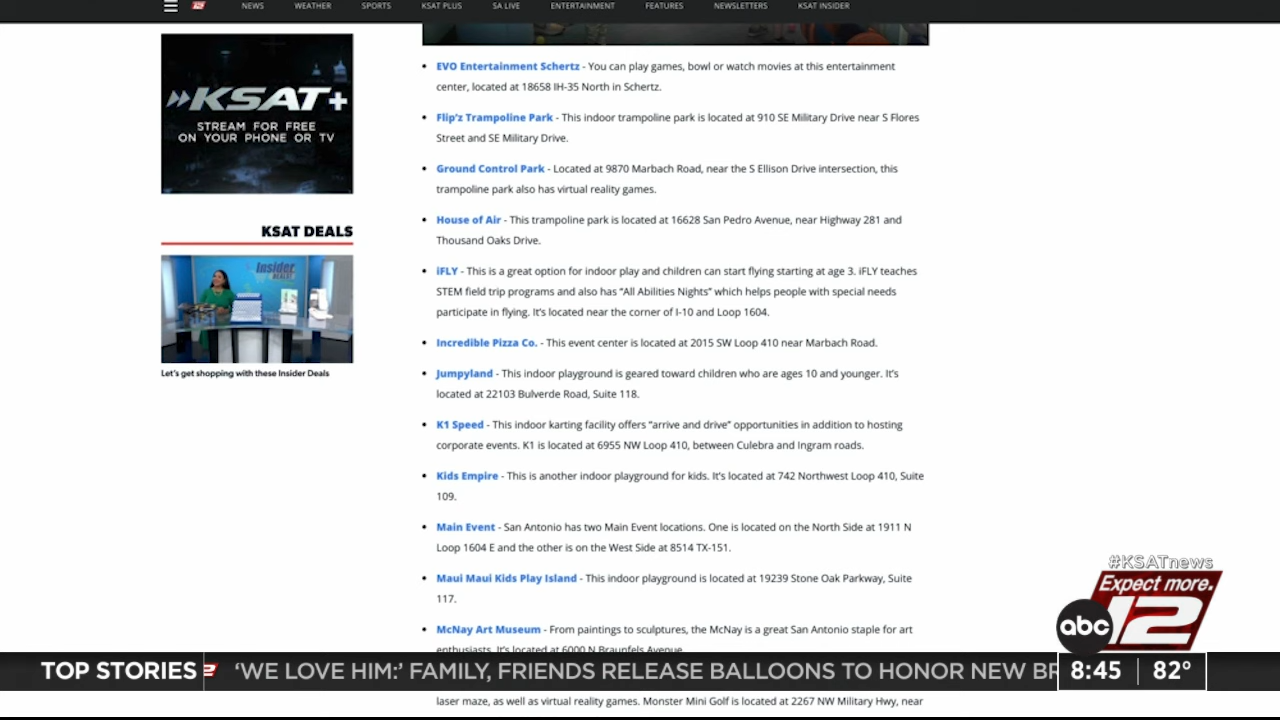 NEWS WEATHER SPORTS KSAT PLUS SA LIVE ENTERTAINMENT FEATURES NEWSLETTERS KSAT INSIDER
KSAT+
STREAM FOR FREE
ON YOUR PHONE OR TV
KSAT DEALS
Insider
DEALS!
Let's get shopping with these Insider Deals
• EVO Entertainment Schertz - You can play games, bowl or watch movies at this entertainment
center, located at 18658 IH-35 North in Schertz.
• Flip'z Trampoline Park - This indoor trampoline park is located at 910 SE Military Drive near S Flores
Street and SE Military Drive.
• Ground Control Park - Located at 9870 Marbach Road, near the S Ellison Drive intersection, this
trampoline park also has virtual reality games.
• House of Air - This trampoline park is located at 16628 San Pedro Avenue, near Highway 281 and
Thousand Oaks Drive.
• iFLY - This is a great option for indoor play and children can start flying starting at age 3. iFLY teaches
STEM field trip programs and also has "All Abilities Nights" which helps people with special needs
participate in flying. It's located near the corner of I-10 and Loop 1604.
• Incredible Pizza Co. - This event center is located at 2015 SW Loop 410 near Marbach Road.
• Jumpyland - This indoor playground is geared toward children who are ages 10 and younger. It's
located at 22103 Bulverde Road, Suite 118.
• K1 Speed - This indoor karting facility offers "arrive and drive" opportunities in addition to hosting
corporate events. K1 is located at 6955 NW Loop 410, between Culebra and Ingram roads.
• Kids Empire - This is another indoor playground for kids. It's located at 742 Northwest Loop 410, Suite
109.
• Main Event - San Antonio has two Main Event locations. One is located on the North Side at 1911 N
Loop 1604 E and the other is on the West Side at 8514 TX-151.
• Maui Maui Kids Play Island - This indoor playground is located at 19239 Stone Oak Parkway, Suite
117.
• McNay Art Museum - From paintings to sculptures, the McNay is a great San Antonio staple for art
enthusiasts. It's located at 6000 N Braunfels Avenue.
#KSATnews
Expect more.
abc 12
TOP STORIES 'WE LOVE HIM:' FAMILY, FRIENDS RELEASE BALLOONS TO HONOR NEW BR
8:45 82°
laser maze, as well as virtual reality games. Monster Mini Golf is located at 2267 NW Military Hwy, near